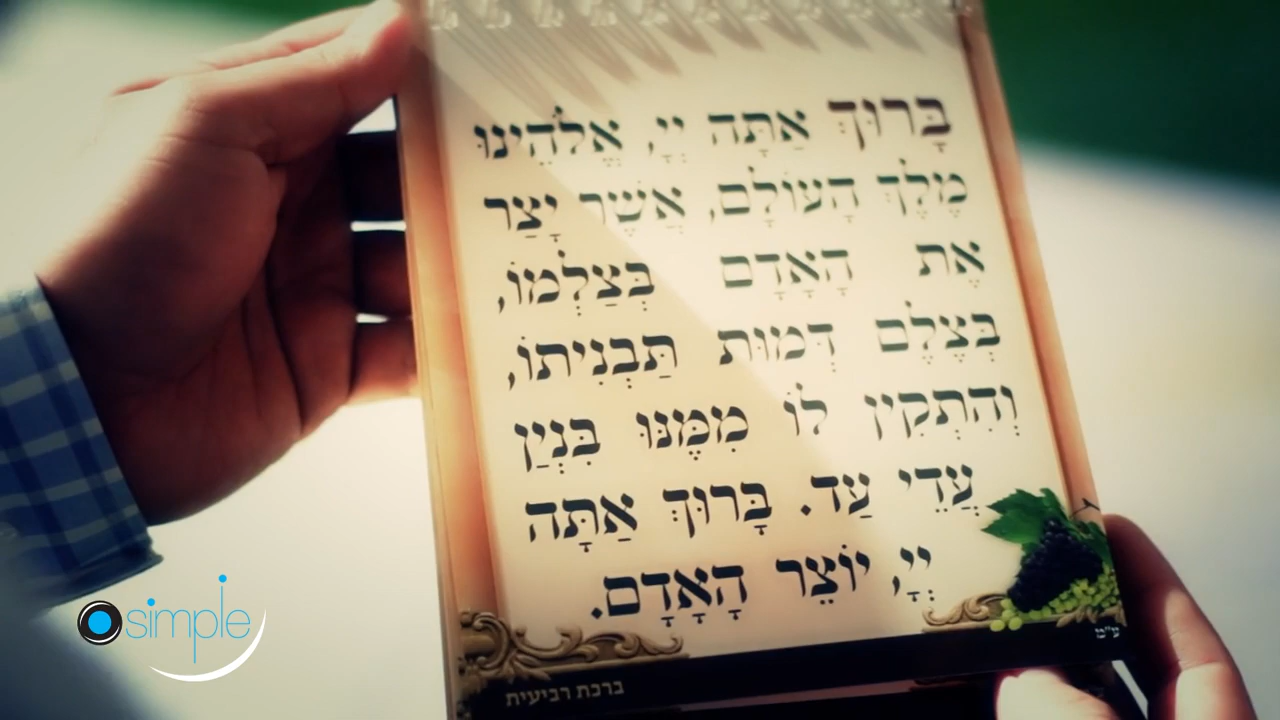 בָּרוּךְ אַתָּה יְיָ, אֱלֹהֵינוּ
מֶלֶךְ הָעוֹלָם, אֲשֶׁר יָצַר
אֶת הָאָדָם בְּצַלְמוֹ,
בְּצֶלֶם דְּמוּת תַּבְנִיתוֹ,
וְהִתְקִין לוֹ מִמֶּנּוּ בִּנְיַן
עֲדֵי עַד. בָּרוּךְ אַתָּה
יְיָ, יוֹצֵר הָאָדָם.
ע"מ
ברכת רביעית
simple